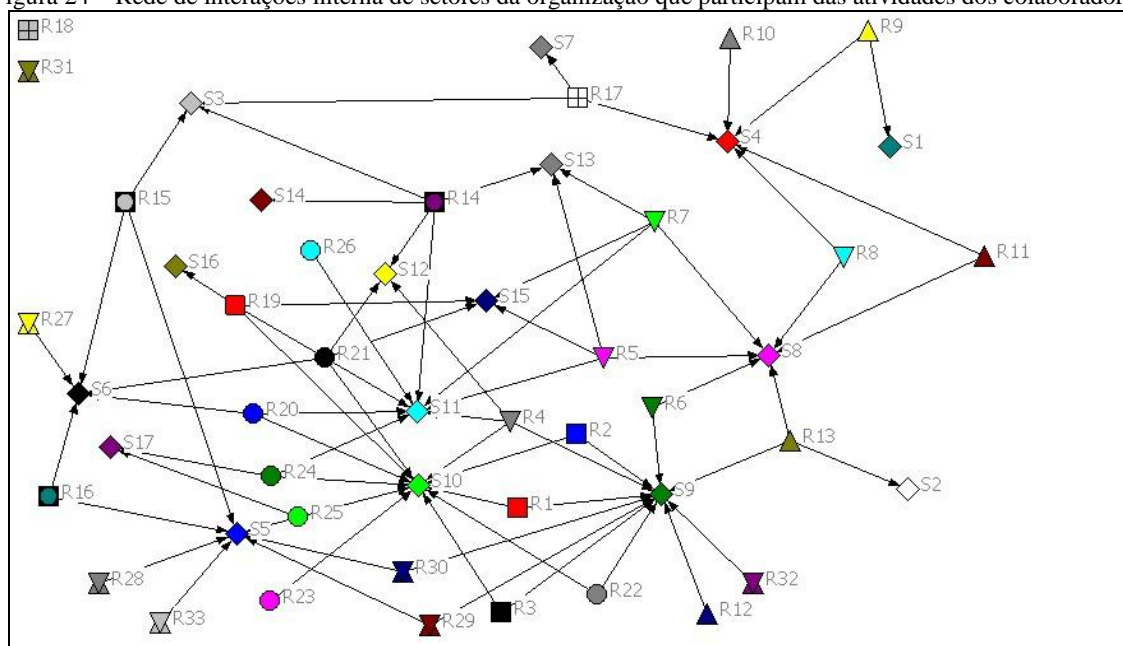 igura 24 – Rede de interações interna de setores da organização que participam das atividades dos colaborador
R18
R31
S7
R10
R9
R17
S3
S4
S1
S13
R15
S14
R14
R7
R26
R8
R11
S16
S12
R19
S15
R27
R21
R5
S8
S6
R20
S11
R4
R6
R2
R13
S17
R24
S10
S9
S2
R16
R25
R1
S5
R28
R30
R32
R23
R22
R33
R29
R3
R12